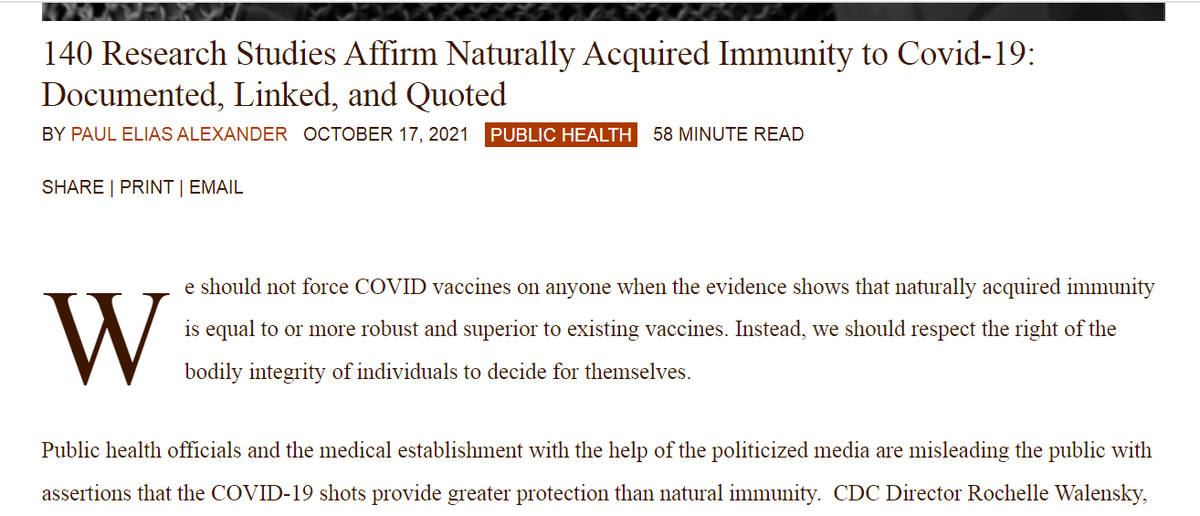 140 Research Studies Affirm Naturally Acquired Immunity to Covid-19:
Documented, Linked, and Quoted
BY PAUL ELIAS ALEXANDER OCTOBER 17, 2021 PUBLIC HEALTH 58 MINUTE READ
SHARE | PRINT | EMAIL
We should not force COVID vaccines on anyone when the evidence shows that naturally acquired immunity
is equal to or more robust and superior to existing vaccines. Instead, we should respect the right of the
bodily integrity of individuals to decide for themselves.
Public health officials and the medical establishment with the help of the politicized media are misleading the public with
assertions that the COVID-19 shots provide greater protection than natural immunity. CDC Director Rochelle Walensky,